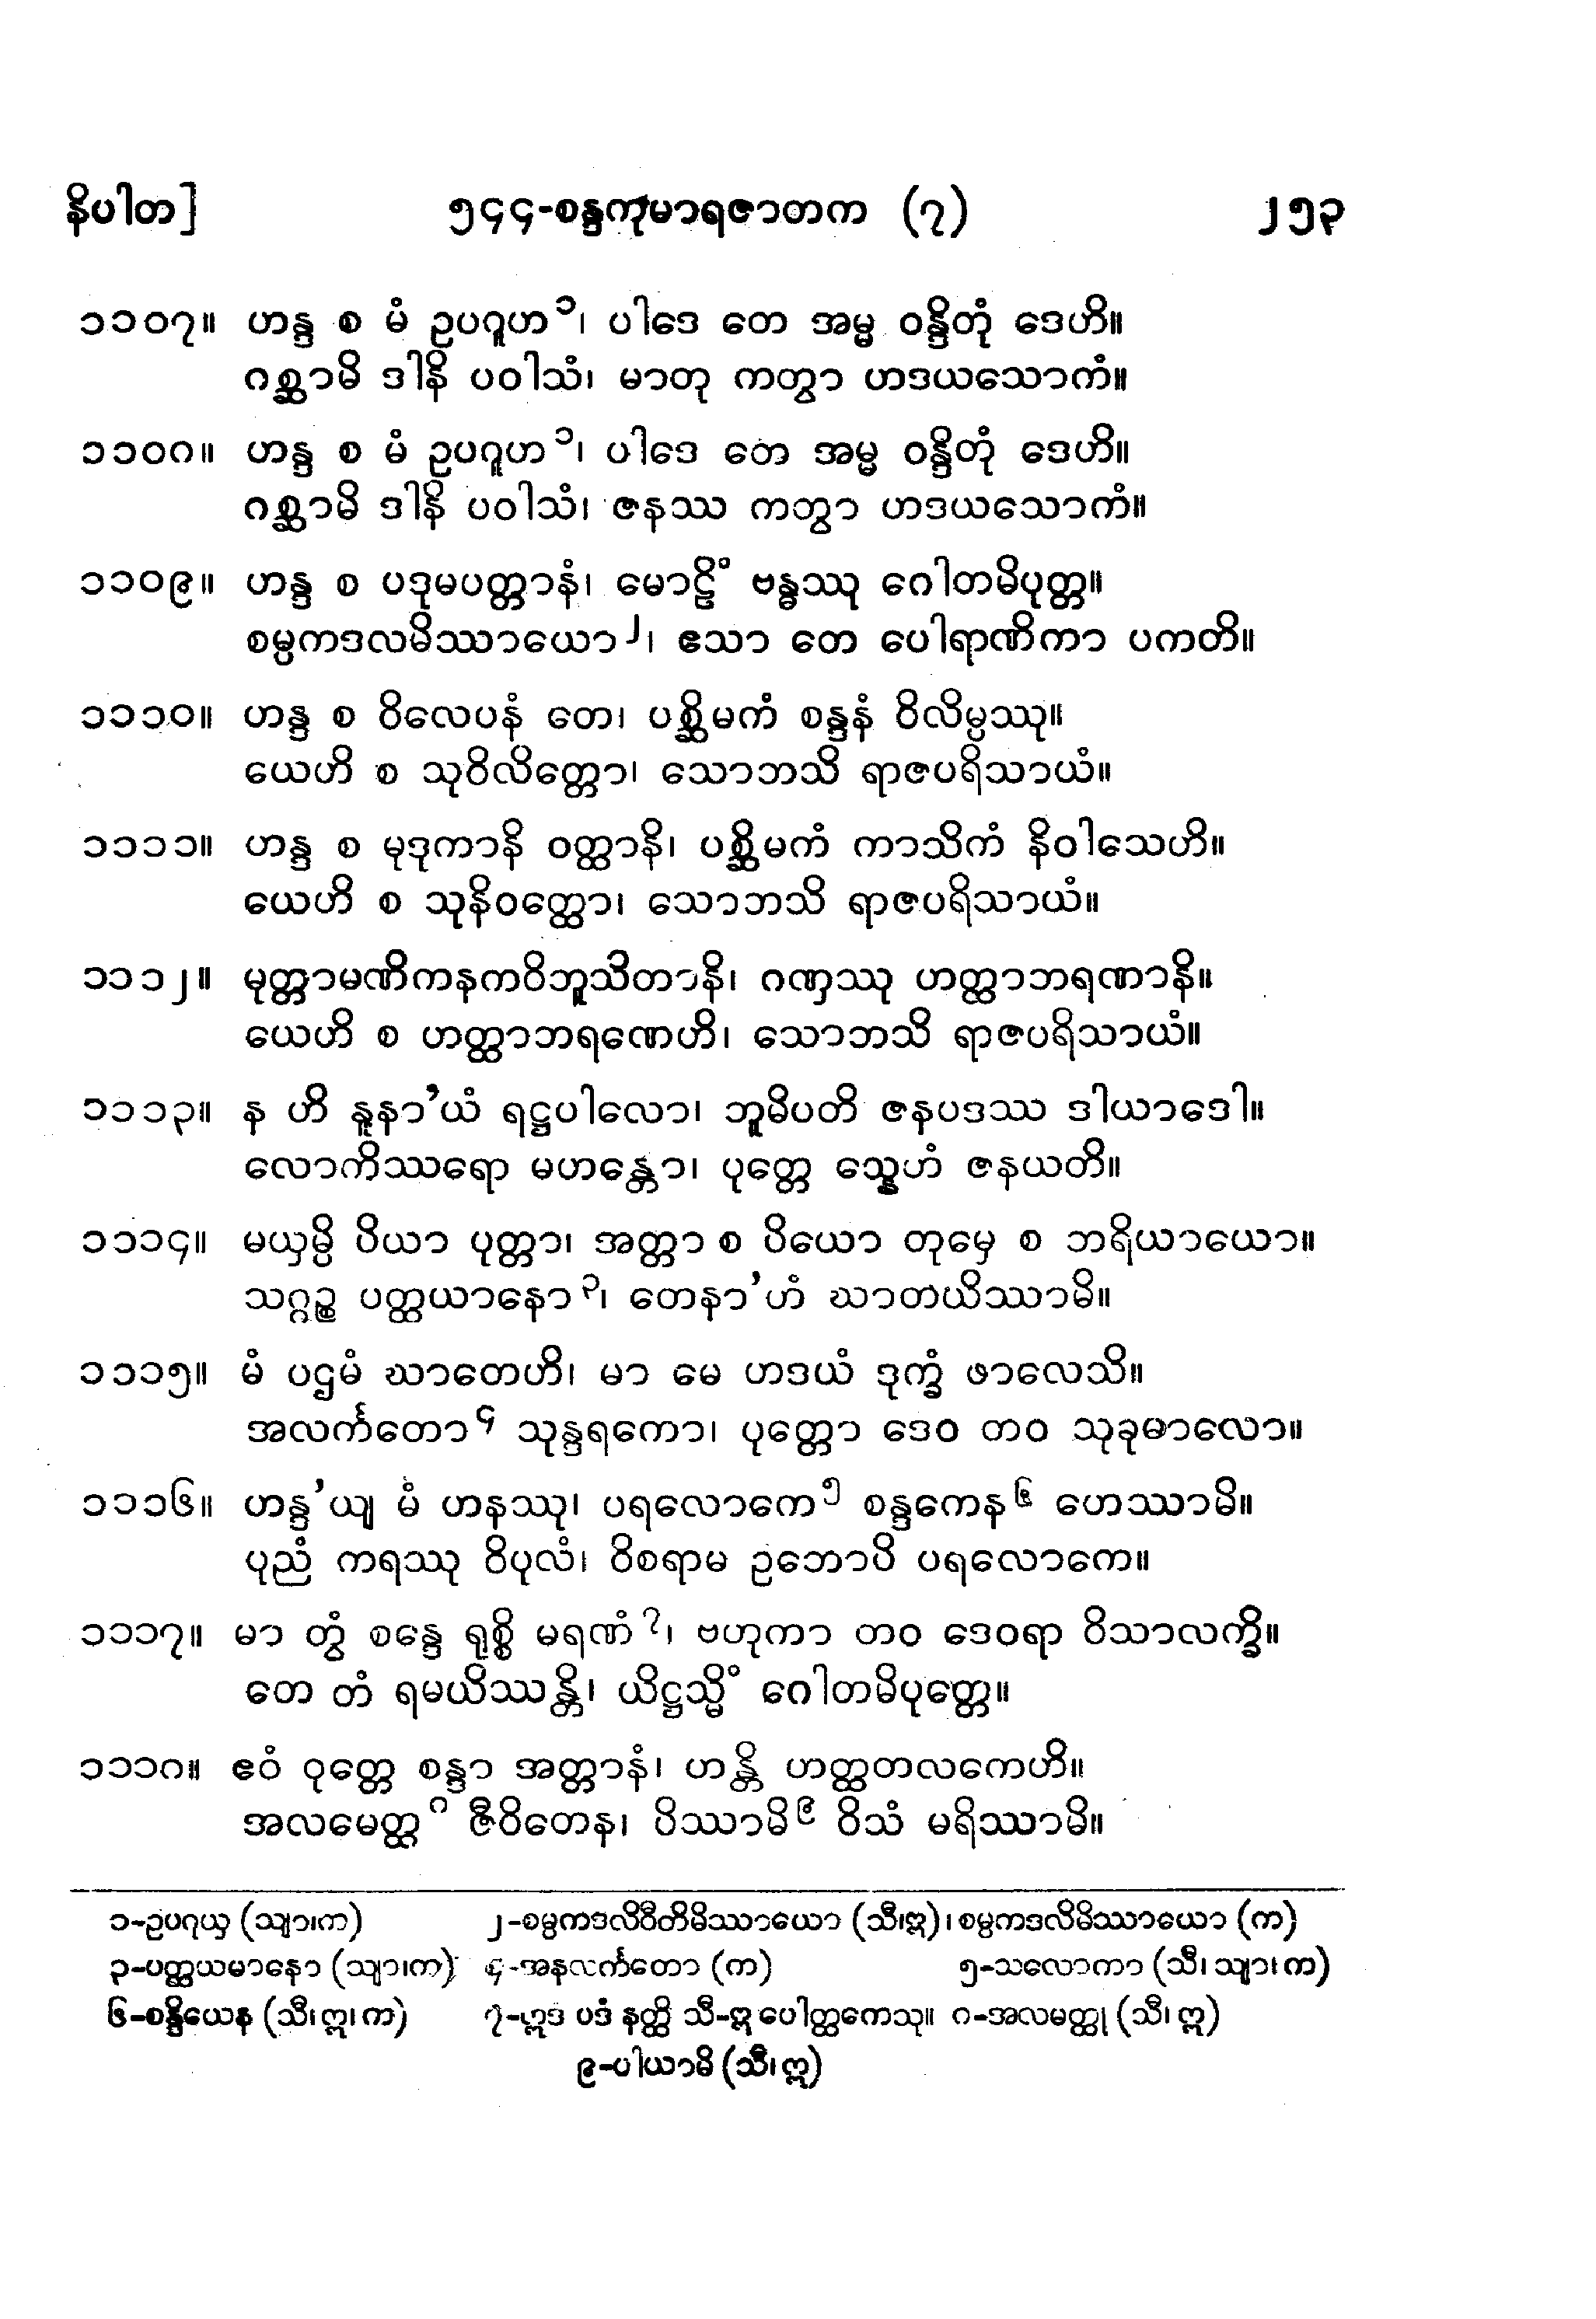 နိပါတ] ၅၄၄-စန္ဒကုမာရဇာတက (၇) ၂၅၃
၁၁၀၇။ ဟန္ဒ စ မံ ဥပဂူဟ၁၊ ပါဒေ တေ အမ္မ ဝန္ဒိတုံ ဒေဟိ။
ဂစ္ဆာမိ ဒါနိ ပဝါသံ၊ မာတု ကတွာ ဟဒယသောကံ။
၁၁၀၈။ ဟန္ဒ စ မံ ဥပဂူဟ၁၊ ပါဒေ တေ အမ္မ ဝန္ဒိတုံ ဒေဟိ။
ဂစ္ဆာမိ ဒါနိ ပဝါသံ၊ ဇနဿ ကတွာ ဟဒယသောကံ။
၁၁၀၉။ ဟန္ဒ စ ပဒုမပတ္တာနံ၊ မောဠိံ ဗန္ဓဿု ဂေါတမိပုတ္တ။
စမ္ပကဒလမိဿာယော၂၊ ဧသာ တေ ပေါရာဏိကာ ပကတိ။
၁၁၁၀။ ဟန္ဒ စ ဝိလေပနံ တေ၊ ပစ္ဆိမကံ စန္ဒနံ ဝိလိမ္ပဿု။
ယေဟိ စ သုဝိလိတ္တော၊ သောဘသိ ရာဇပရိသာယံ။
၁၁၁၁။ ဟန္ဒ စ မုဒုကာနိ ဝတ္ထာနိ၊ ပစ္ဆိမကံ ကာသိကံ နိဝါသေဟိ။
ယေဟိ စ သုနိဝတ္ထော၊ သောဘသိ ရာဇပရိသာယံ။
၁၁၁၂။ မုတ္တာမဏိကနကဝိဘူသိတာနိ၊ ဂဏှဿု ဟတ္ထာဘရဏာနိ။
ယေဟိ စ ဟတ္ထာဘရဏေဟိ၊ သောဘသိ ရာဇပရိသာယံ။
၁၁၁၃။ န ဟိ နူနာ’ယံ ရဋ္ဌပါလော၊ ဘူမိပတိ ဇနပဒဿ ဒါယာဒေါ။
လောကိဿရော မဟန္တော၊ ပုတ္တေ သ္နေဟံ ဇနယတိ။
၁၁၁၄။ မယှမ္ပိ ပိယာ ပုတ္တာ၊ အတ္တာ စ ပိယော တုမှေ စ ဘရိယာယော။
သဂ္ဂဉ္စ ပတ္ထယာနော၃၊ တေနာ’ဟံ ဃာတယိဿာမိ။
၁၁၁၅။ မံ ပဌမံ ဃာတေဟိ၊ မာ မေ ဟဒယံ ဒုက္ခံ ဖာလေသိ။
အလင်္ကတော၄ သုန္ဒရကော၊ ပုတ္တော ဒေဝ တဝ သုခုမာလော။
၁၁၁၆။ ဟန္ဒ’ယျ မံ ဟနဿု၊ ပရလောကေ၅ စန္ဒကေန၆ ဟေဿာမိ။
ပုညံ ကရဿု ဝိပုလံ၊ ဝိစရာမ ဥဘောပိ ပရလောကေ။
၁၁၁၇။ မာ တွံ စန္ဒေ ရုစ္စိ မရဏံ၇၊ ဗဟုကာ တဝ ဒေဝရာ ဝိသာလက္ခိ။
တေ တံ ရမယိဿန္တိ၊ ယိဋ္ဌသ္မိံ ဂေါတမိပုတ္တေ။
၁၁၁၈။ ဧဝံ ဝုတ္တေ စန္ဒာ အတ္တာနံ၊ ဟန္တိ ဟတ္ထတလကေဟိ။
အလမေတ္ထ၈ ဇီဝိတေန၊ ပိဿာမိ၉ ဝိသံ မရိဿာမိ။
၁-ဥပဂုယှ (သျာ၊က) ၂-စမ္ပကဒလိဝီတိမိဿာယော (သီ၊ဣ)၊ စမ္ပကဒလိမိဿာယော (က)
၃-ပတ္ထယမာနော (သျာ၊က) ၄-အနလင်္ကတော (က) ၅-သလောကာ (သီ၊ သျာ၊ က)
၆-စန္ဒိယေန (သီ၊ ဣ၊ က) ၇-ဣဒံ ပဒံ နတ္ထိ သီ-ဣ ပေါတ္ထကေသု။ ၈-အလမတ္ထု (သီ၊ ဣ)
၉-ပါယာမိ (သီ၊ ဣ)